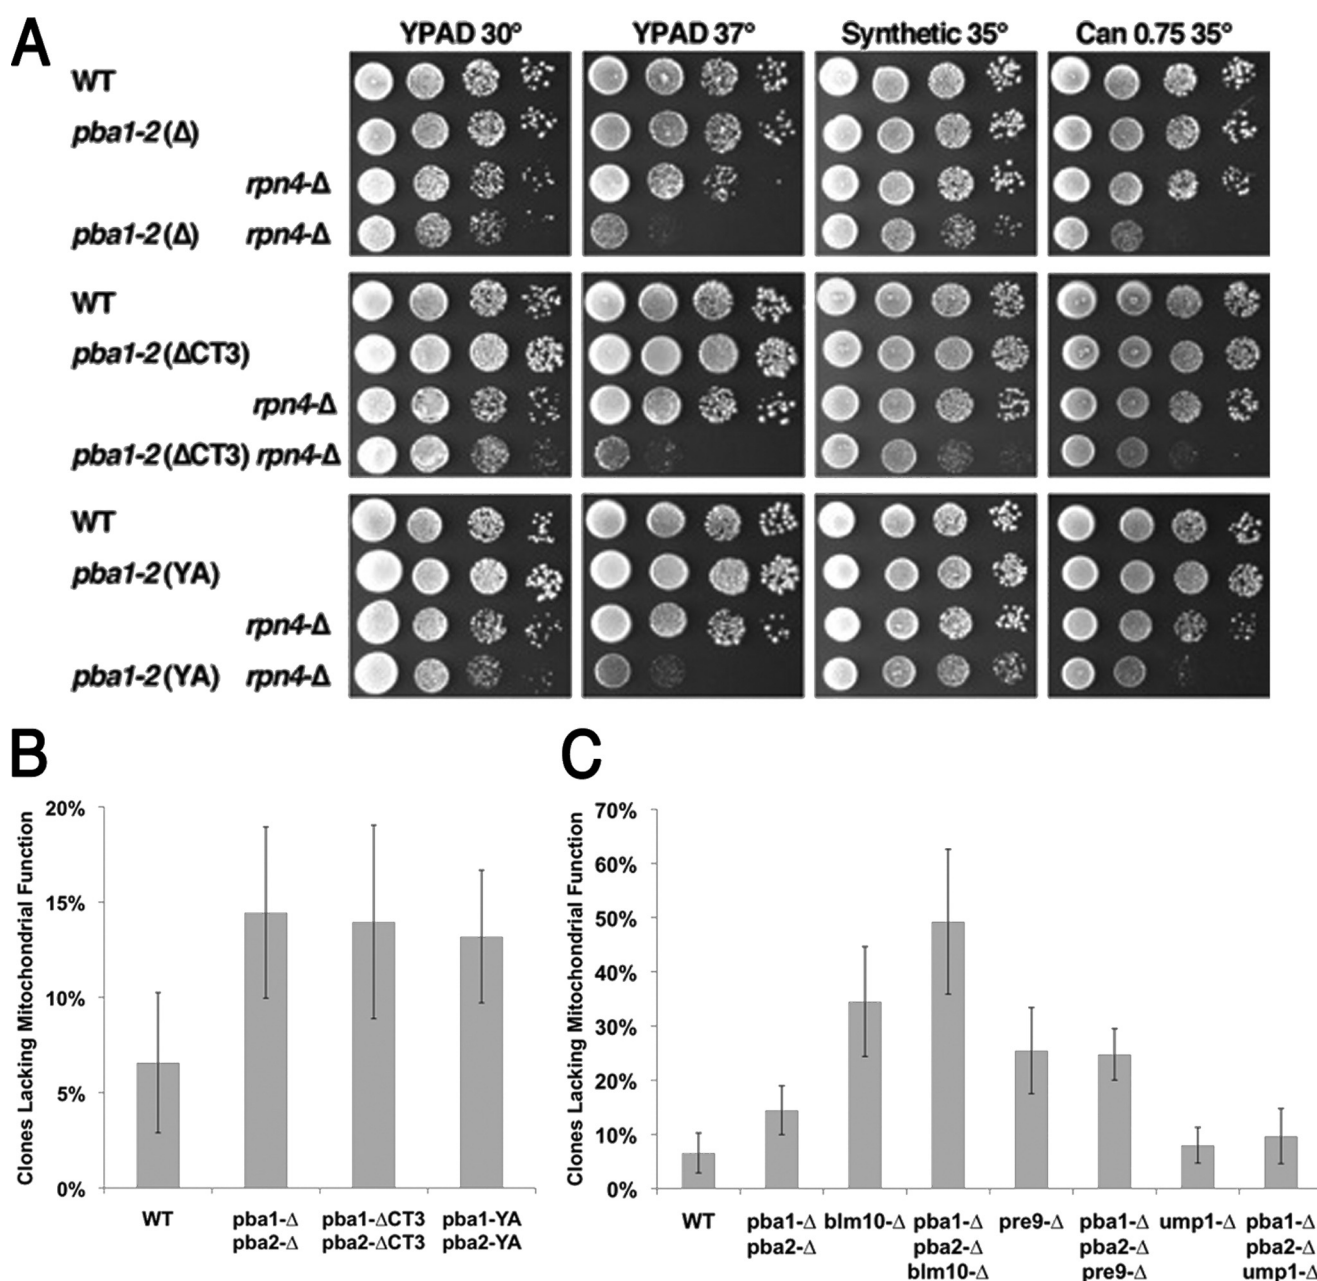 A
YPAD 30° YPAD 37° Synthetic 35° Can 0.75 35°
WT
pba1-2 (Δ)
rpn4-Δ
pba1-2 (Δ) rpn4-Δ
WT
pba1-2 (ΔCT3)
rpn4-Δ
pba1-2 (ΔCT3) rpn4-Δ
WT
pba1-2 (YA)
rpn4-Δ
pba1-2 (YA) rpn4-Δ
B
Clones Lacking Mitochondrial Function
20%
15%
10%
5%
0%
WT pba1-Δ pba1-ΔCT3 pba1-YA
pba2-Δ pba2-ΔCT3 pba2-YA
C
Clones Lacking Mitochondrial Function
70%
60%
50%
40%
30%
20%
10%
0%
WT pba1-Δ blm10-Δ pba1-Δ pre9-Δ pba1-Δ ump1-Δ pba1-Δ
pba2-Δ pba2-Δ pba2-Δ pba2-Δ
blm10-Δ pre9-Δ ump1-Δ